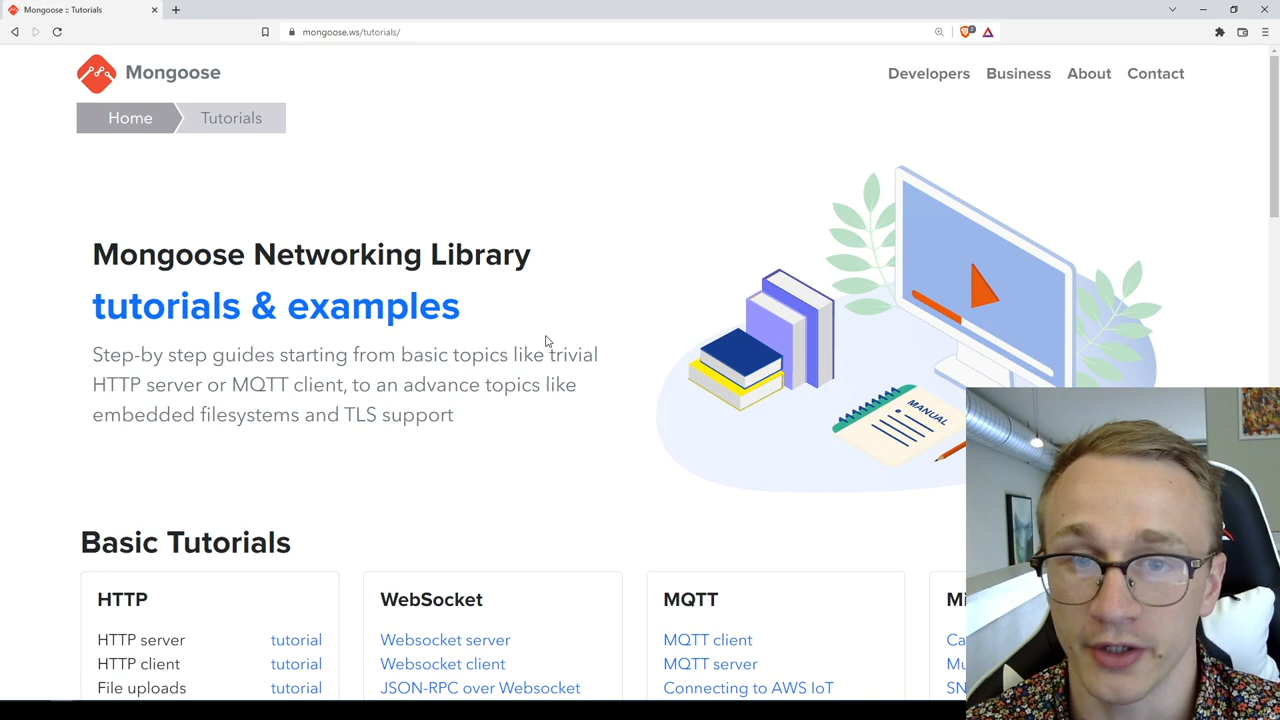 Mongoose :: Tutorials
mongoose.ws/tutorials/
Mongoose
Developers Business About Contact
Home Tutorials
Mongoose Networking Library
tutorials & examples
Step-by step guides starting from basic topics like trivial
HTTP server or MQTT client, to an advance topics like
embedded filesystems and TLS support
MANUAL
Basic Tutorials
HTTP
HTTP server tutorial
HTTP client tutorial
File uploads tutorial
WebSocket
Websocket server
Websocket client
JSON-RPC over Websocket
MQTT
MQTT client
MQTT server
Connecting to AWS IoT